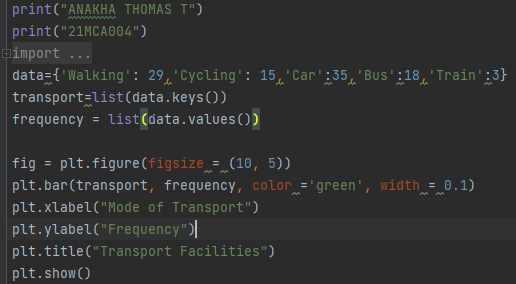 print("ANAKHA THOMAS T")
print("21MCA004")
import ...
data={'Walking': 29,'Cycling': 15,'Car':35,'Bus':18,'Train':3}
transport=list(data.keys())
frequency = list(data.values())
fig = plt.figure(figsize = (10, 5))
plt.bar(transport, frequency, color ='green', width = 0.1)
plt.xlabel("Mode of Transport")
plt.ylabel("Frequency")
plt.title("Transport Facilities")
plt.show()